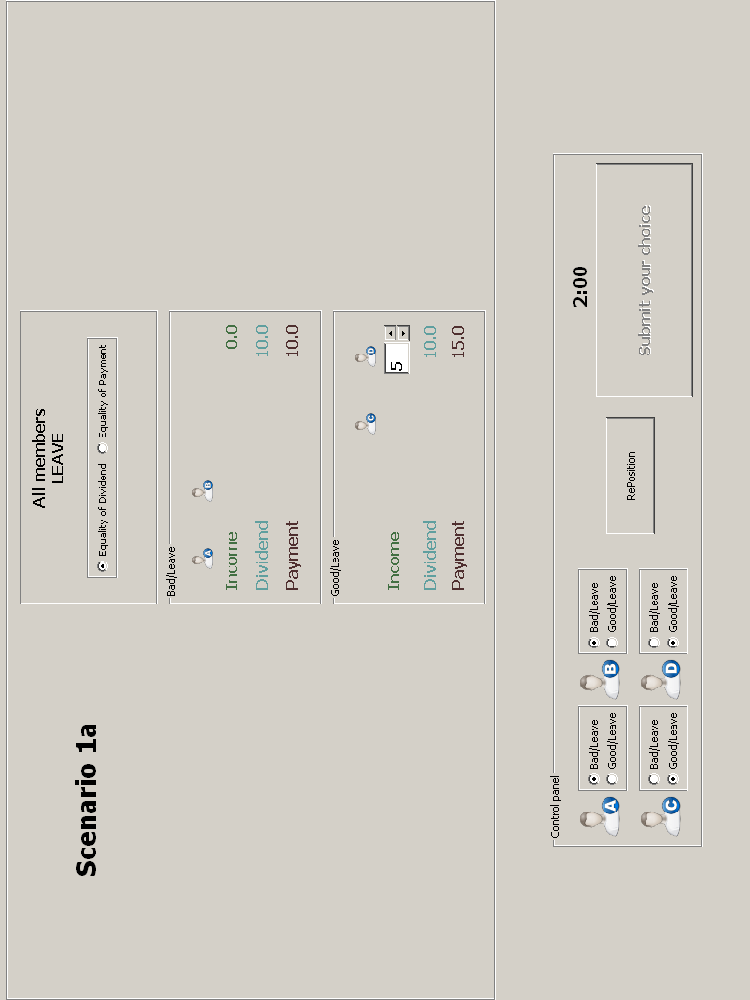 Scenario 1a
All members
LEAVE
Equality of Dividend
Equality of Payment
Bad/Leave
A
B
Income 0.0
Dividend 10.0
Payment 10.0
Good/Leave
C
D
Income 5
Dividend 10.0
Payment 15.0
Control panel
A
Bad/Leave
Good/Leave
B
Bad/Leave
Good/Leave
C
Bad/Leave
Good/Leave
D
Bad/Leave
Good/Leave
RePosition
2:00
Submit your choice